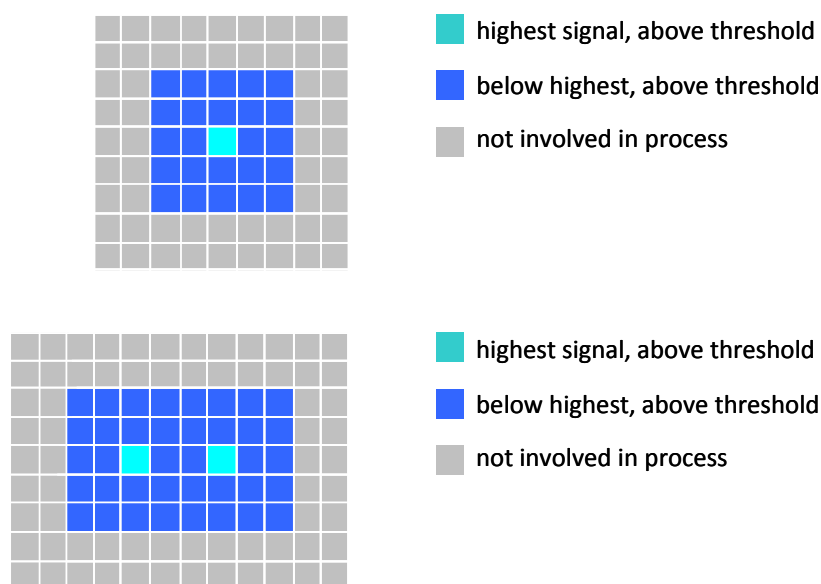 highest signal, above threshold
below highest, above threshold
not involved in process
highest signal, above threshold
below highest, above threshold
not involved in process